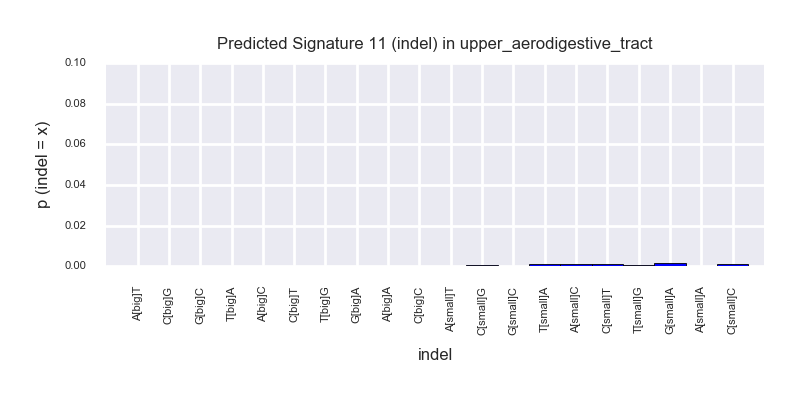 Predicted Signature 11 (indel) in upper_aerodigestive_tract
0.10
0.08
0.06
0.04
0.02
0.00
p (indel = x)
A[big]T
C[big]G
G[big]C
T[big]A
A[big]C
C[big]T
T[big]G
G[big]A
A[big]A
C[big]C
A[small]T
C[small]G
G[small]C
T[small]A
A[small]C
C[small]T
T[small]G
G[small]A
A[small]A
C[small]C
indel